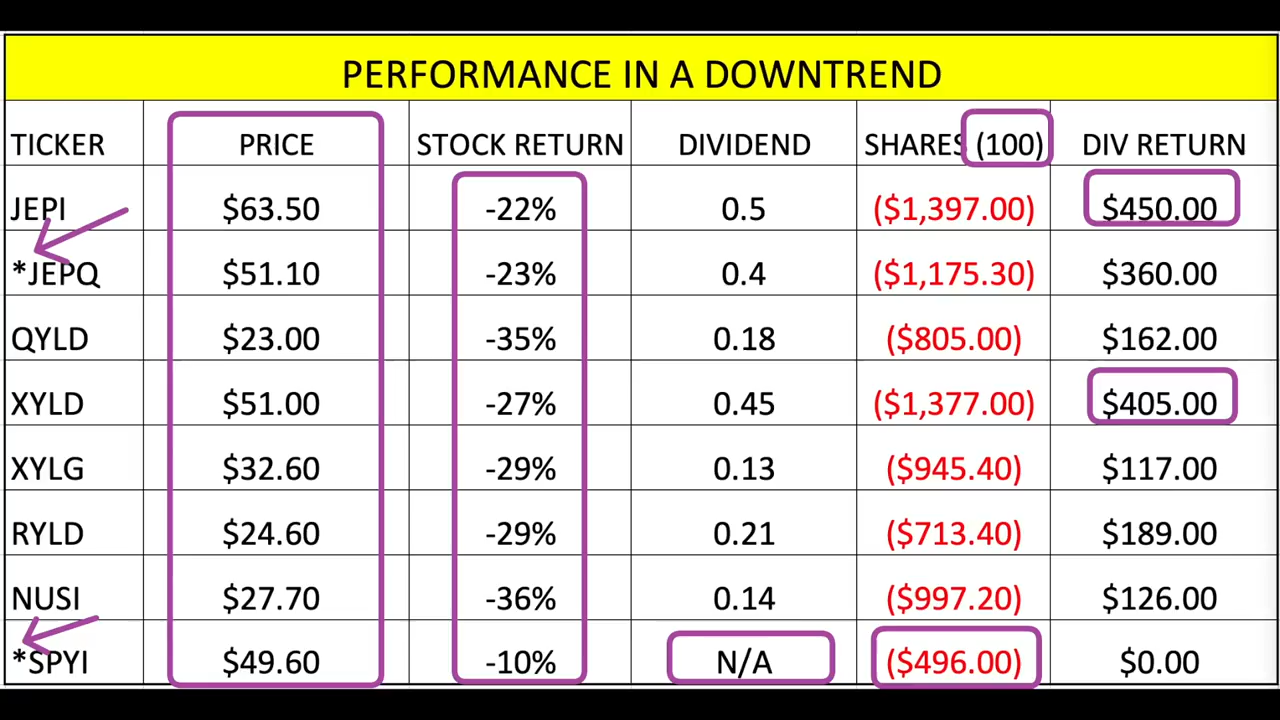 PERFORMANCE IN A DOWNTREND
TICKER PRICE STOCK RETURN DIVIDEND SHARES (100) DIV RETURN
JEPI $63.50 -22% 0.5 ($1,397.00) $450.00
*JEPQ $51.10 -23% 0.4 ($1,175.30) $360.00
QYLD $23.00 -35% 0.18 ($805.00) $162.00
XYLD $51.00 -27% 0.45 ($1,377.00) $405.00
XYLG $32.60 -29% 0.13 ($945.40) $117.00
RYLD $24.60 -29% 0.21 ($713.40) $189.00
NUSI $27.70 -36% 0.14 ($997.20) $126.00
*SPYI $49.60 -10% N/A ($496.00) $0.00